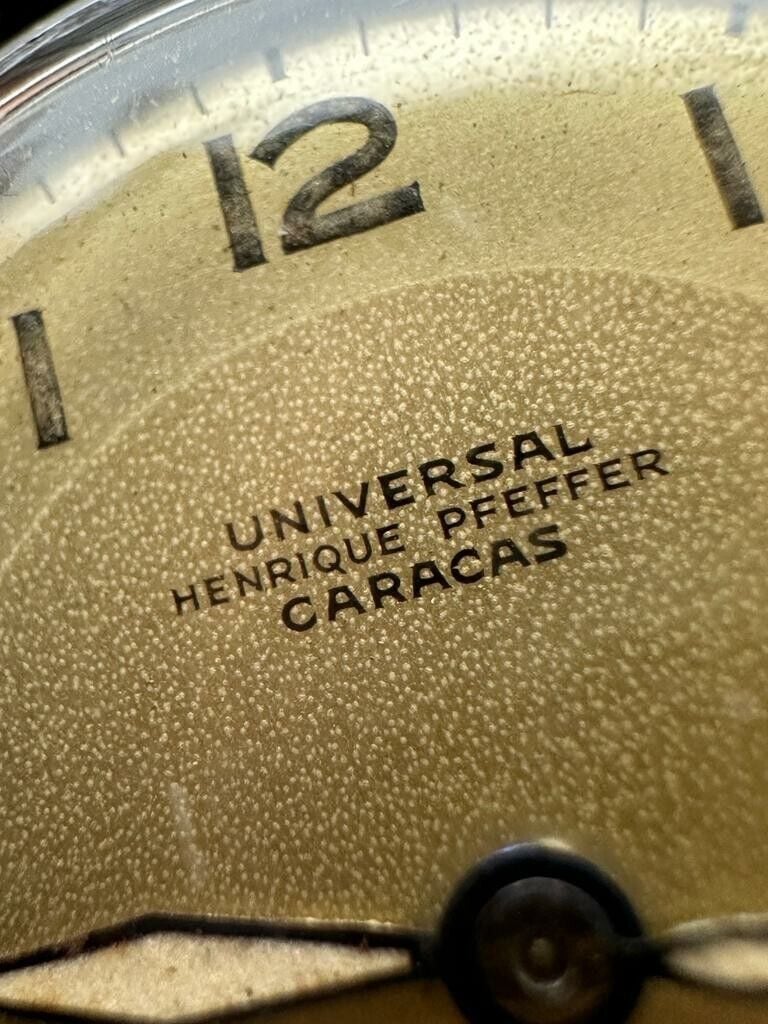 12
UNIVERSAL
HENRIQUE PFEFFER
CARACAS